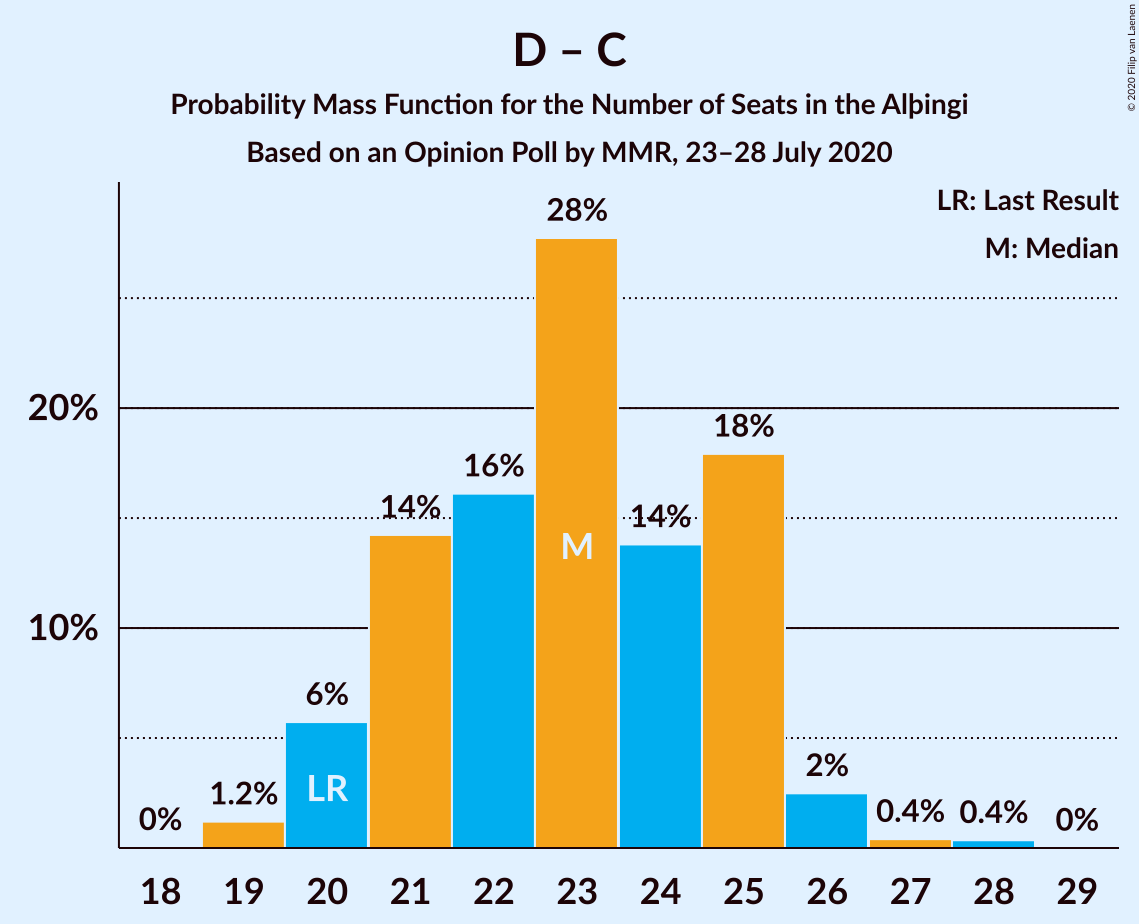 D – C
Probability Mass Function for the Number of Seats in the Alþingi
Based on an Opinion Poll by MMR, 23–28 July 2020
© 2020 Filip van Laenen
LR: Last Result
M: Median
20%
10%
0%
1.2%
6%
14%
16%
28%
14%
18%
2%
0.4%
0.4%
0%
LR
M
18 19 20 21 22 23 24 25 26 27 28 29